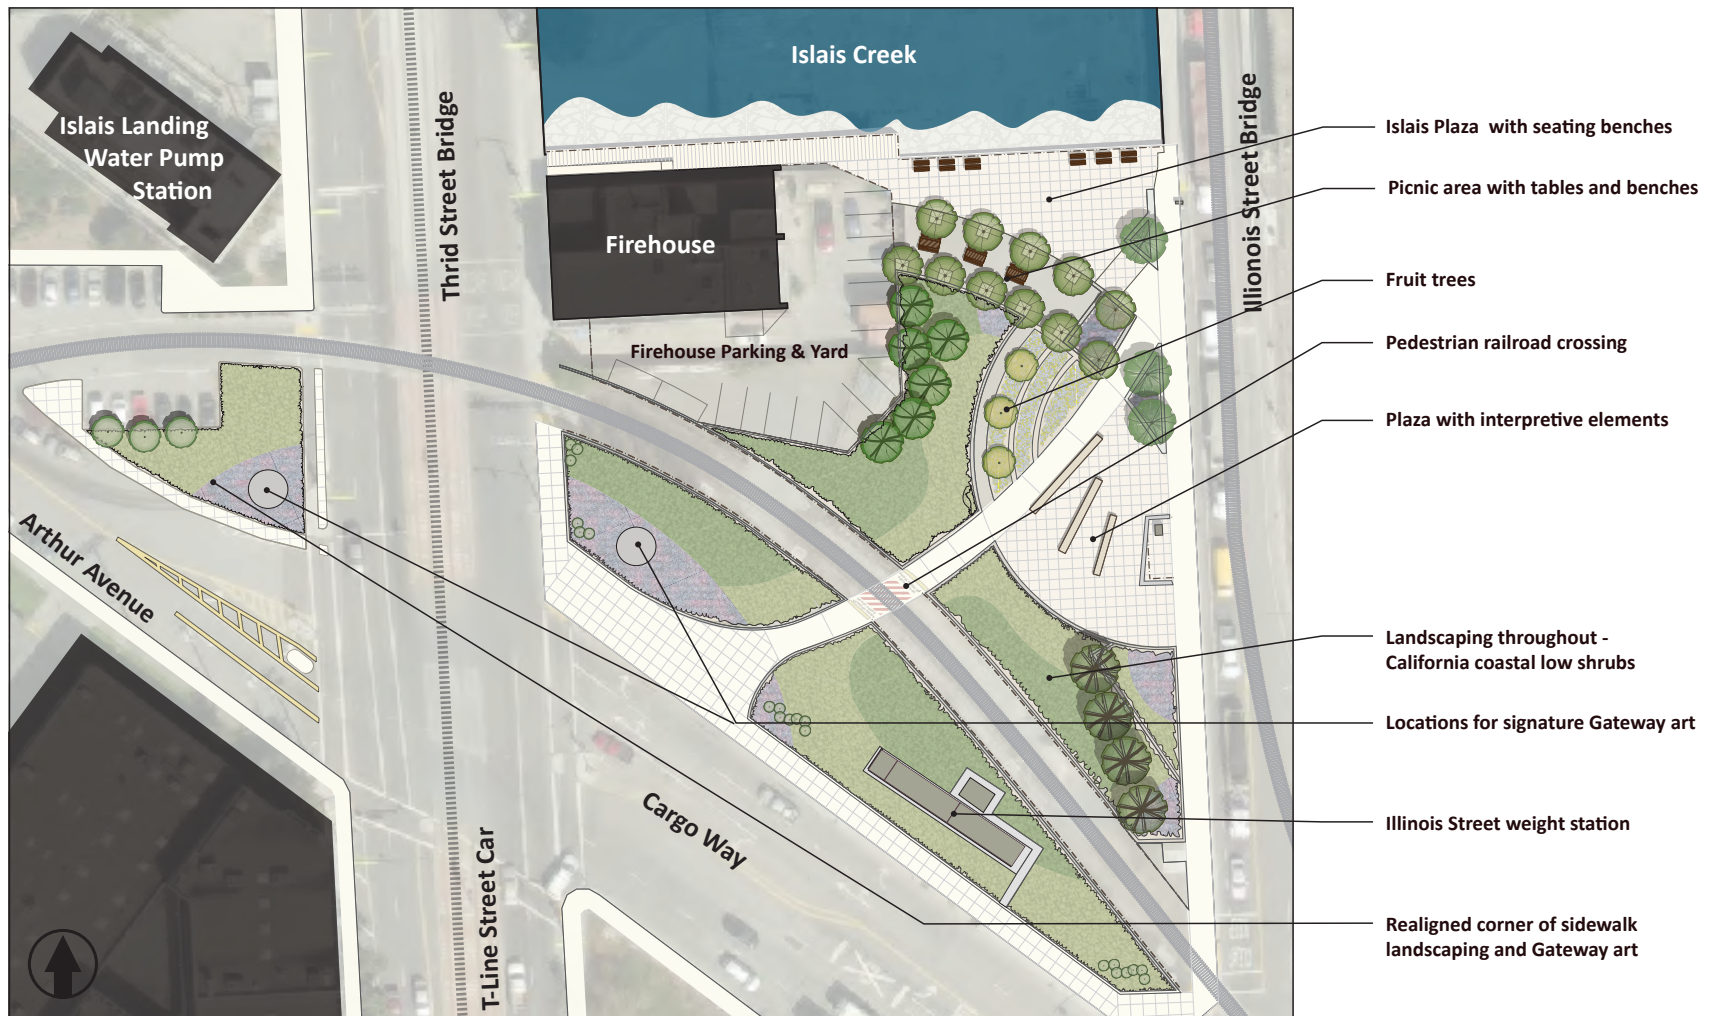 Islais Creek
Islais Landing
Water Pump
Station
Thrid Street Bridge
Firehouse
Illionois Street Bridge
Firehouse Parking & Yard
Arthur Avenue
Cargo Way
T-Line Street Car
Islais Plaza with seating benches
Picnic area with tables and benches
Fruit trees
Pedestrian railroad crossing
Plaza with interpretive elements
Landscaping throughout -
California coastal low shrubs
Locations for signature Gateway art
Illinois Street weight station
Realigned corner of sidewalk
landscaping and Gateway art